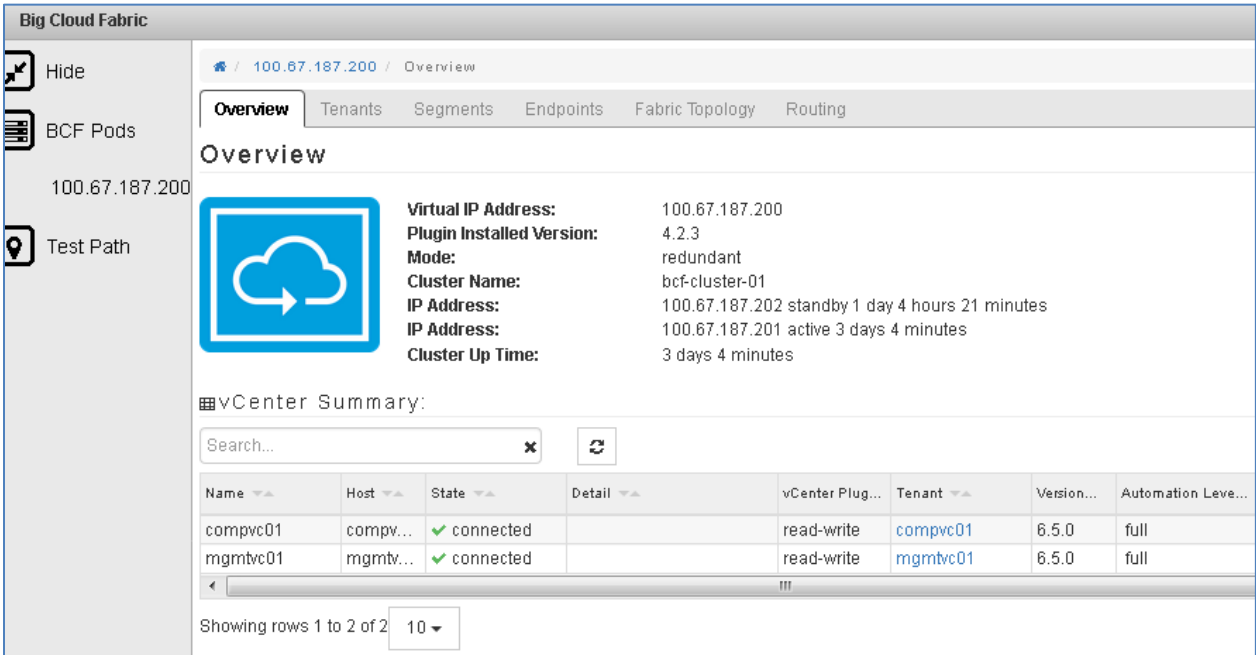 Big Cloud Fabric
Hide
BCF Pods
100.67.187.200
Test Path
/ 100.67.187.200 / Overview
Overview Tenants Segments Endpoints Fabric Topology Routing
Overview
Virtual IP Address: 100.67.187.200
Plugin Installed Version: 4.2.3
Mode: redundant
Cluster Name: bcf-cluster-01
IP Address: 100.67.187.202 standby 1 day 4 hours 21 minutes
IP Address: 100.67.187.201 active 3 days 4 minutes
Cluster Up Time: 3 days 4 minutes
vCenter Summary:
Search...
Name Host State Detail vCenter Plug... Tenant Version... Automation Leve...
compvc01 compv... connected read-write compvc01 6.5.0 full
mgmtvc01 mgmtv... connected read-write mgmtvc01 6.5.0 full
Showing rows 1 to 2 of 2 10